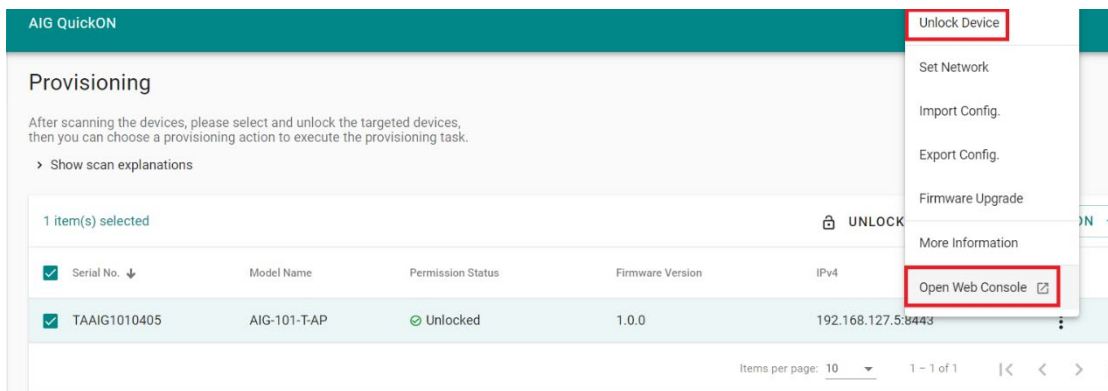 AIG QuickON
Unlock Device
Set Network
Import Config.
Export Config.
Firmware Upgrade
More Information
Open Web Console
Provisioning
After scanning the devices, please select and unlock the targeted devices,
then you can choose a provisioning action to execute the provisioning task.
Show scan explanations
1 item(s) selected
UNLOCK
ON
Serial No. Model Name Permission Status Firmware Version IPv4
TAAIG1010405 AIG-101-T-AP Unlocked 1.0.0 192.168.127.5:8443
Items per page: 10 1 – 1 of 1